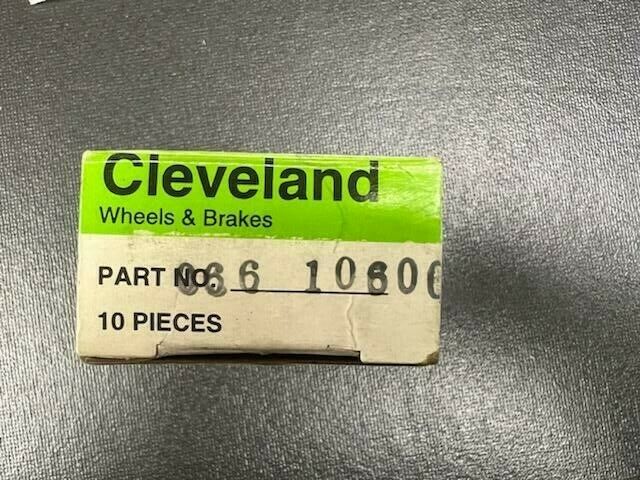 Cleveland
Wheels & Brakes
PART NO. 066 10600
10 PIECES